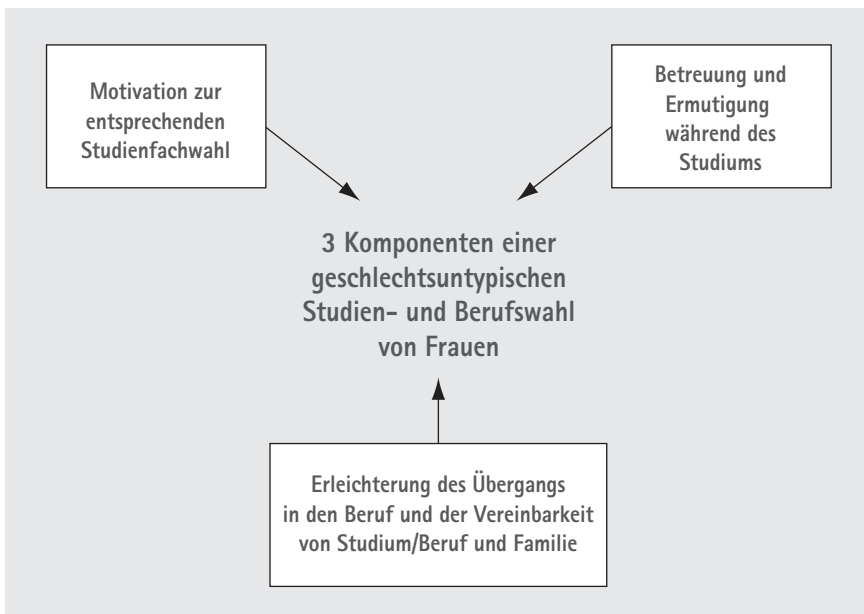 Motivation zur
entsprechenden
Studienfachwahl
Betreuung und
Ermutigung
während des
Studiums
3 Komponenten einer
geschlechtsuntypischen
Studien- und Berufswahl
von Frauen
Erleichterung des Übergangs
in den Beruf und der Vereinbarkeit
von Studium/Beruf und Familie